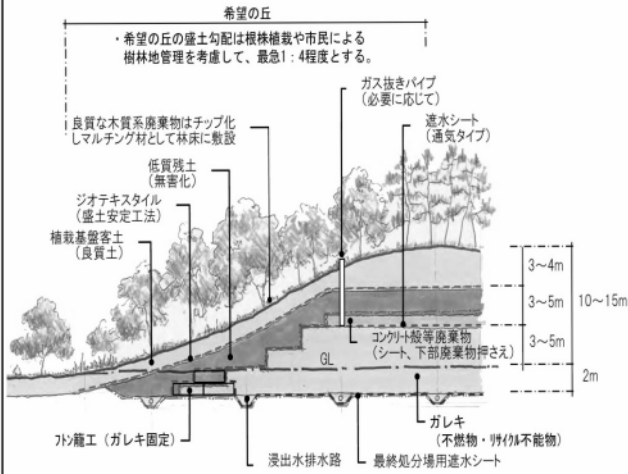 希望の丘
・希望の丘の盛土勾配は根株植栽や市民による
樹林地管理を考慮して、最急1:4程度とする。
ガス抜きパイプ
(必要に応じて)
遮水シート
(通気タイプ)
良質な木質系廃棄物はチップ化
しマルチング材として林床に敷設
低質残土
(無害化)
ジオテキスタイル
(盛土安定工法)
植栽基盤客土
(良質土)
3~4m
3~5m
10~15m
3~5m
2m
コンクリート殻等廃棄物
(シート、下部廃棄物押さえ)
GL
ガレキ
(不燃物・リサイクル不能物)
フトン籠工(ガレキ固定)
浸出水排水路
最終処分場用遮水シート